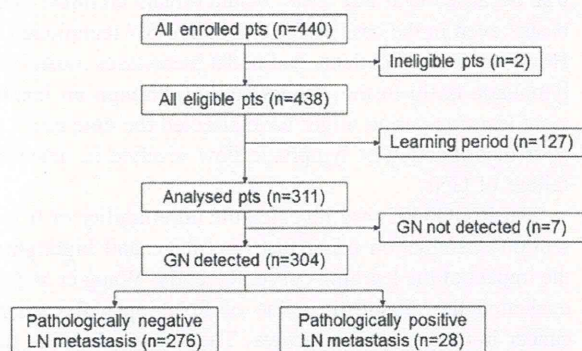 All enrolled pts (n=440)
Ineligible pts (n=2)
All eligible pts (n=438)
Learning period (n=127)
Analysed pts (n=311)
GN not detected (n=7)
GN detected (n=304)
Pathologically negative
LN metastasis (n=276)
Pathologically positive
LN metastasis (n=28)